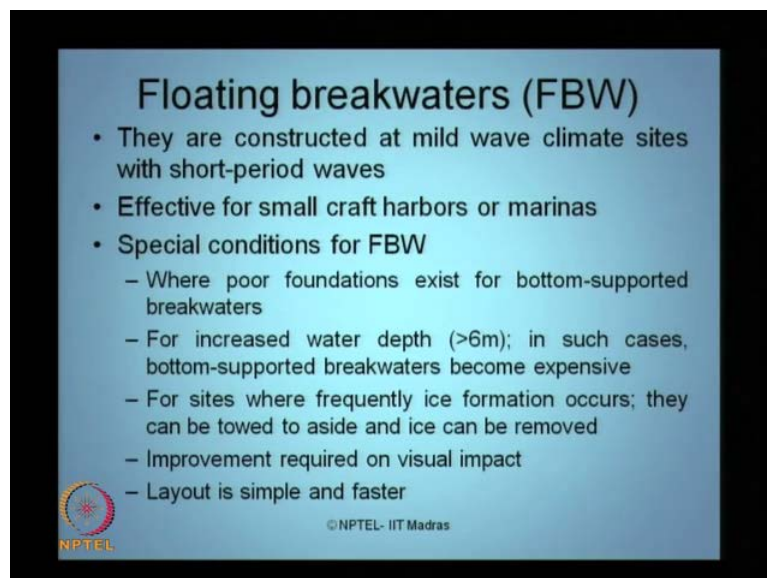 Floating breakwaters (FBW)
• They are constructed at mild wave climate sites
with short-period waves
• Effective for small craft harbors or marinas
• Special conditions for FBW
– Where poor foundations exist for bottom-supported
breakwaters
– For increased water depth (>6m); in such cases,
bottom-supported breakwaters become expensive
– For sites where frequently ice formation occurs; they
can be towed to aside and ice can be removed
– Improvement required on visual impact
– Layout is simple and faster
©NPTEL- IIT Madras
NPTEL